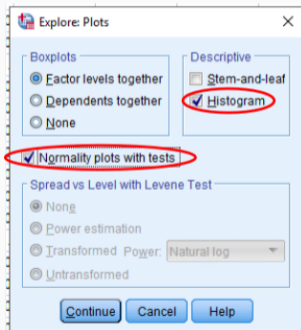 Explore: Plots
Boxplots
Factor levels together
Dependents together
None
Descriptive
Stem-and-leaf
Histogram
Normality plots with tests
Spread vs Level with Levene Test
None
Power estimation
Transformed Power: Natural log
Untransformed
Continue Cancel Help